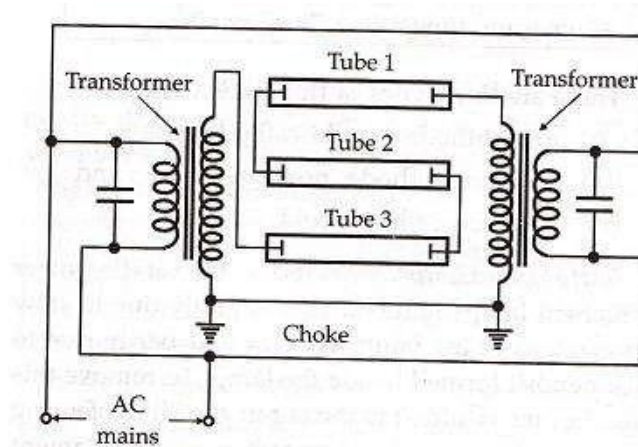 Tube 1
Transformer
Transformer
Tube 2
Tube 3
Choke
AC
mains